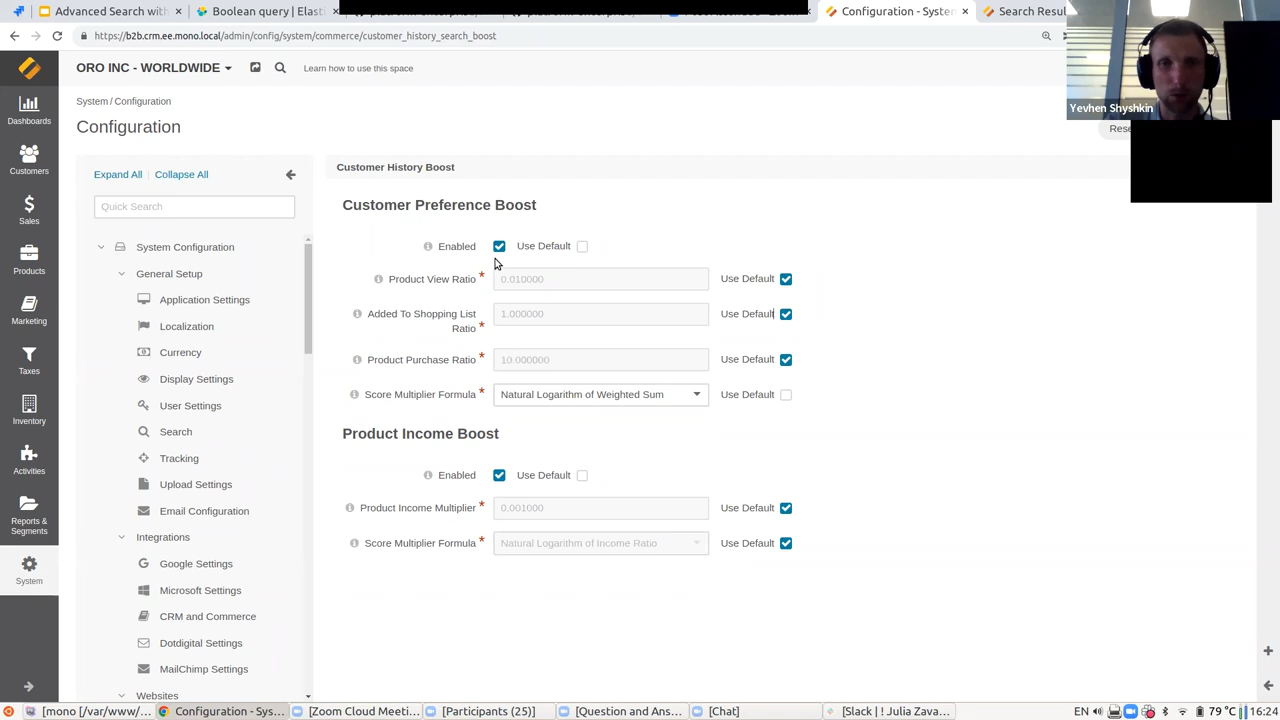 Advanced Search with
Boolean query | Elasti
Configuration - System
Search Resul
https://b2b.crm.ee.mono.local/admin/config/system/commerce/customer_history_search_boost
ORO INC - WORLDWIDE
Learn how to use this space
Yevhen Shyshkin
System / Configuration
Configuration
Rese
Dashboards
Customers
Sales
Products
Marketing
Taxes
Inventory
Activities
Reports &
Segments
System
Expand All | Collapse All
Quick Search
System Configuration
General Setup
Application Settings
Localization
Currency
Display Settings
User Settings
Search
Tracking
Upload Settings
Email Configuration
Integrations
Google Settings
Microsoft Settings
CRM and Commerce
Dotdigital Settings
MailChimp Settings
Websites
Customer History Boost
Customer Preference Boost
Enabled Use Default
Product View Ratio * 0.010000 Use Default
Added To Shopping List
Ratio * 1.000000 Use Default
Product Purchase Ratio * 10.000000 Use Default
Score Multiplier Formula * Natural Logarithm of Weighted Sum Use Default
Product Income Boost
Enabled Use Default
Product Income Multiplier * 0.001000 Use Default
Score Multiplier Formula * Natural Logarithm of Income Ratio Use Default
[mono [/var/www/... Configuration - Sys... [Zoom Cloud Meeti... [Participants (25)] [Question and Ans... [Chat] [Slack | ! Julia Zava... EN 79 °C 16:24